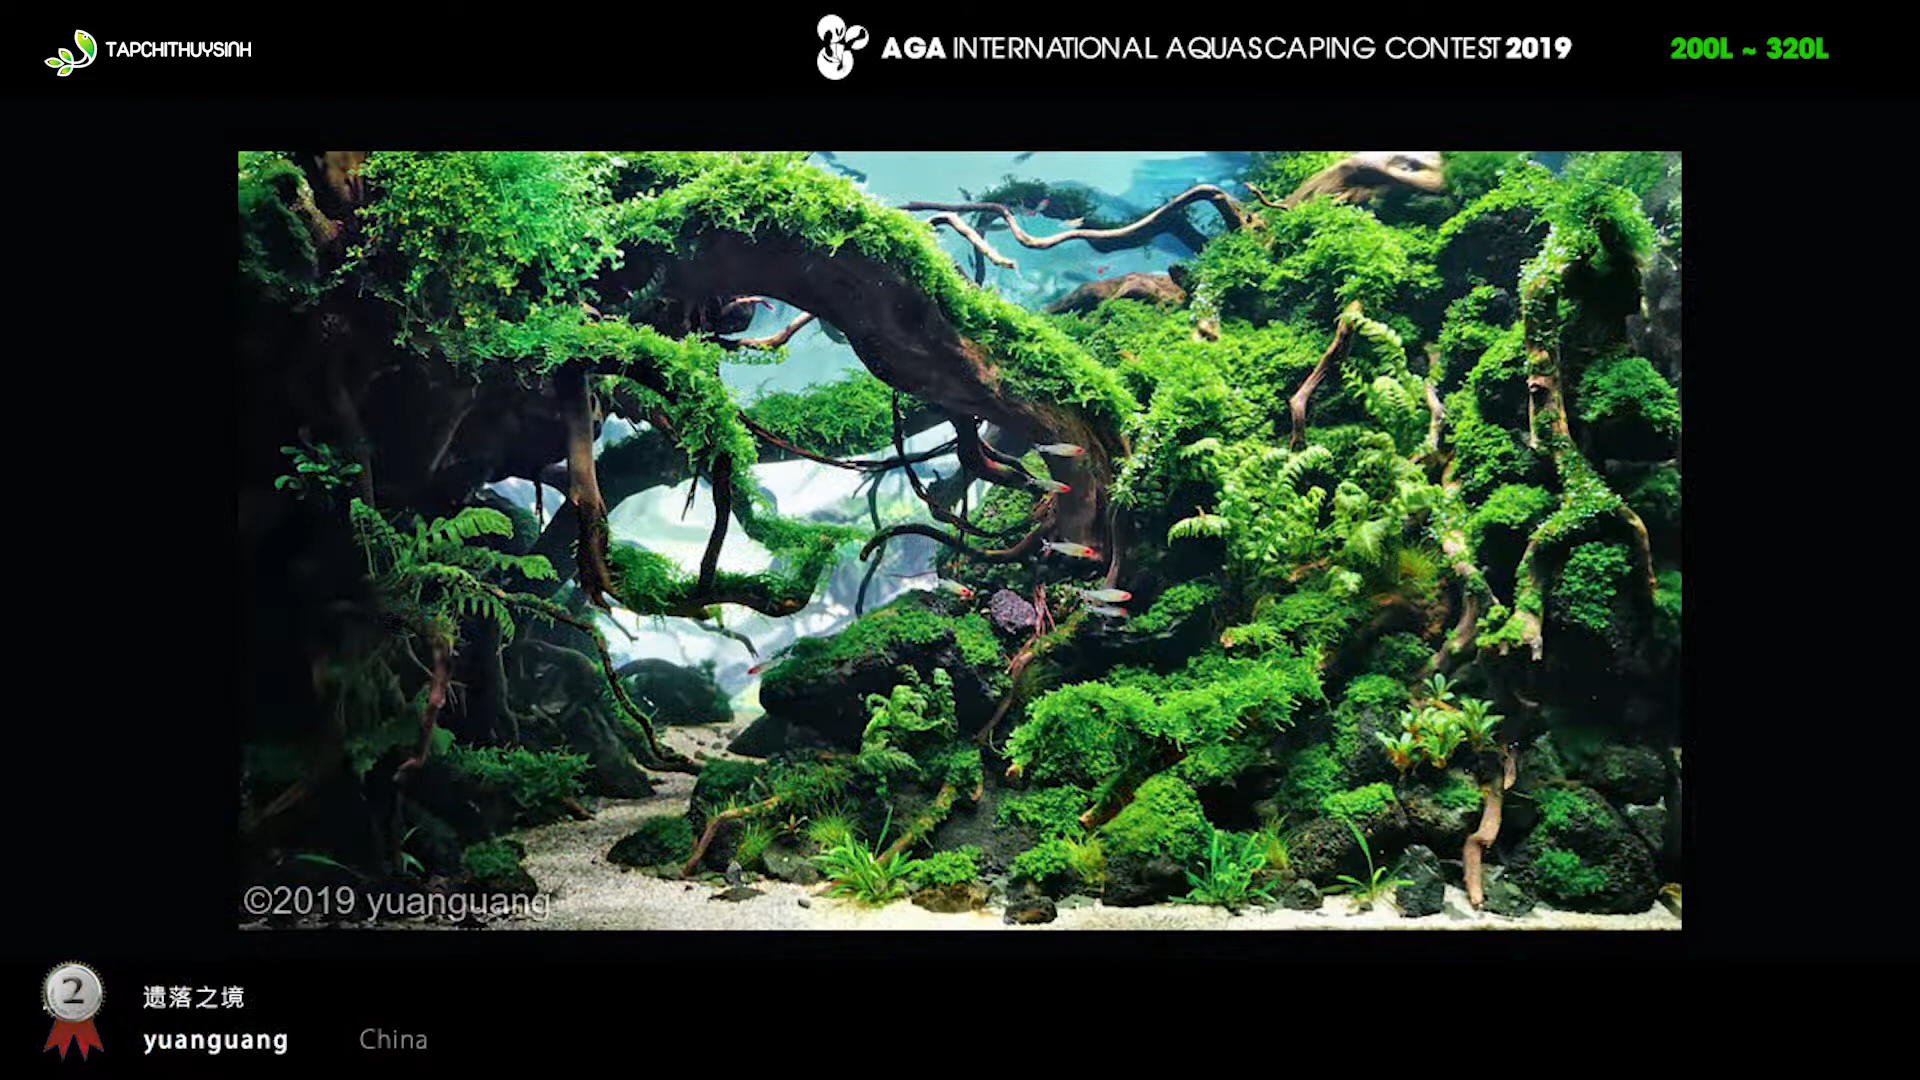 TAPCHITHUYSINH
AGA INTERNATIONAL AQUASCAPING CONTEST 2019
200L ~ 320L
©2019 yuanguang
2
遗落之境
yuanguang
China